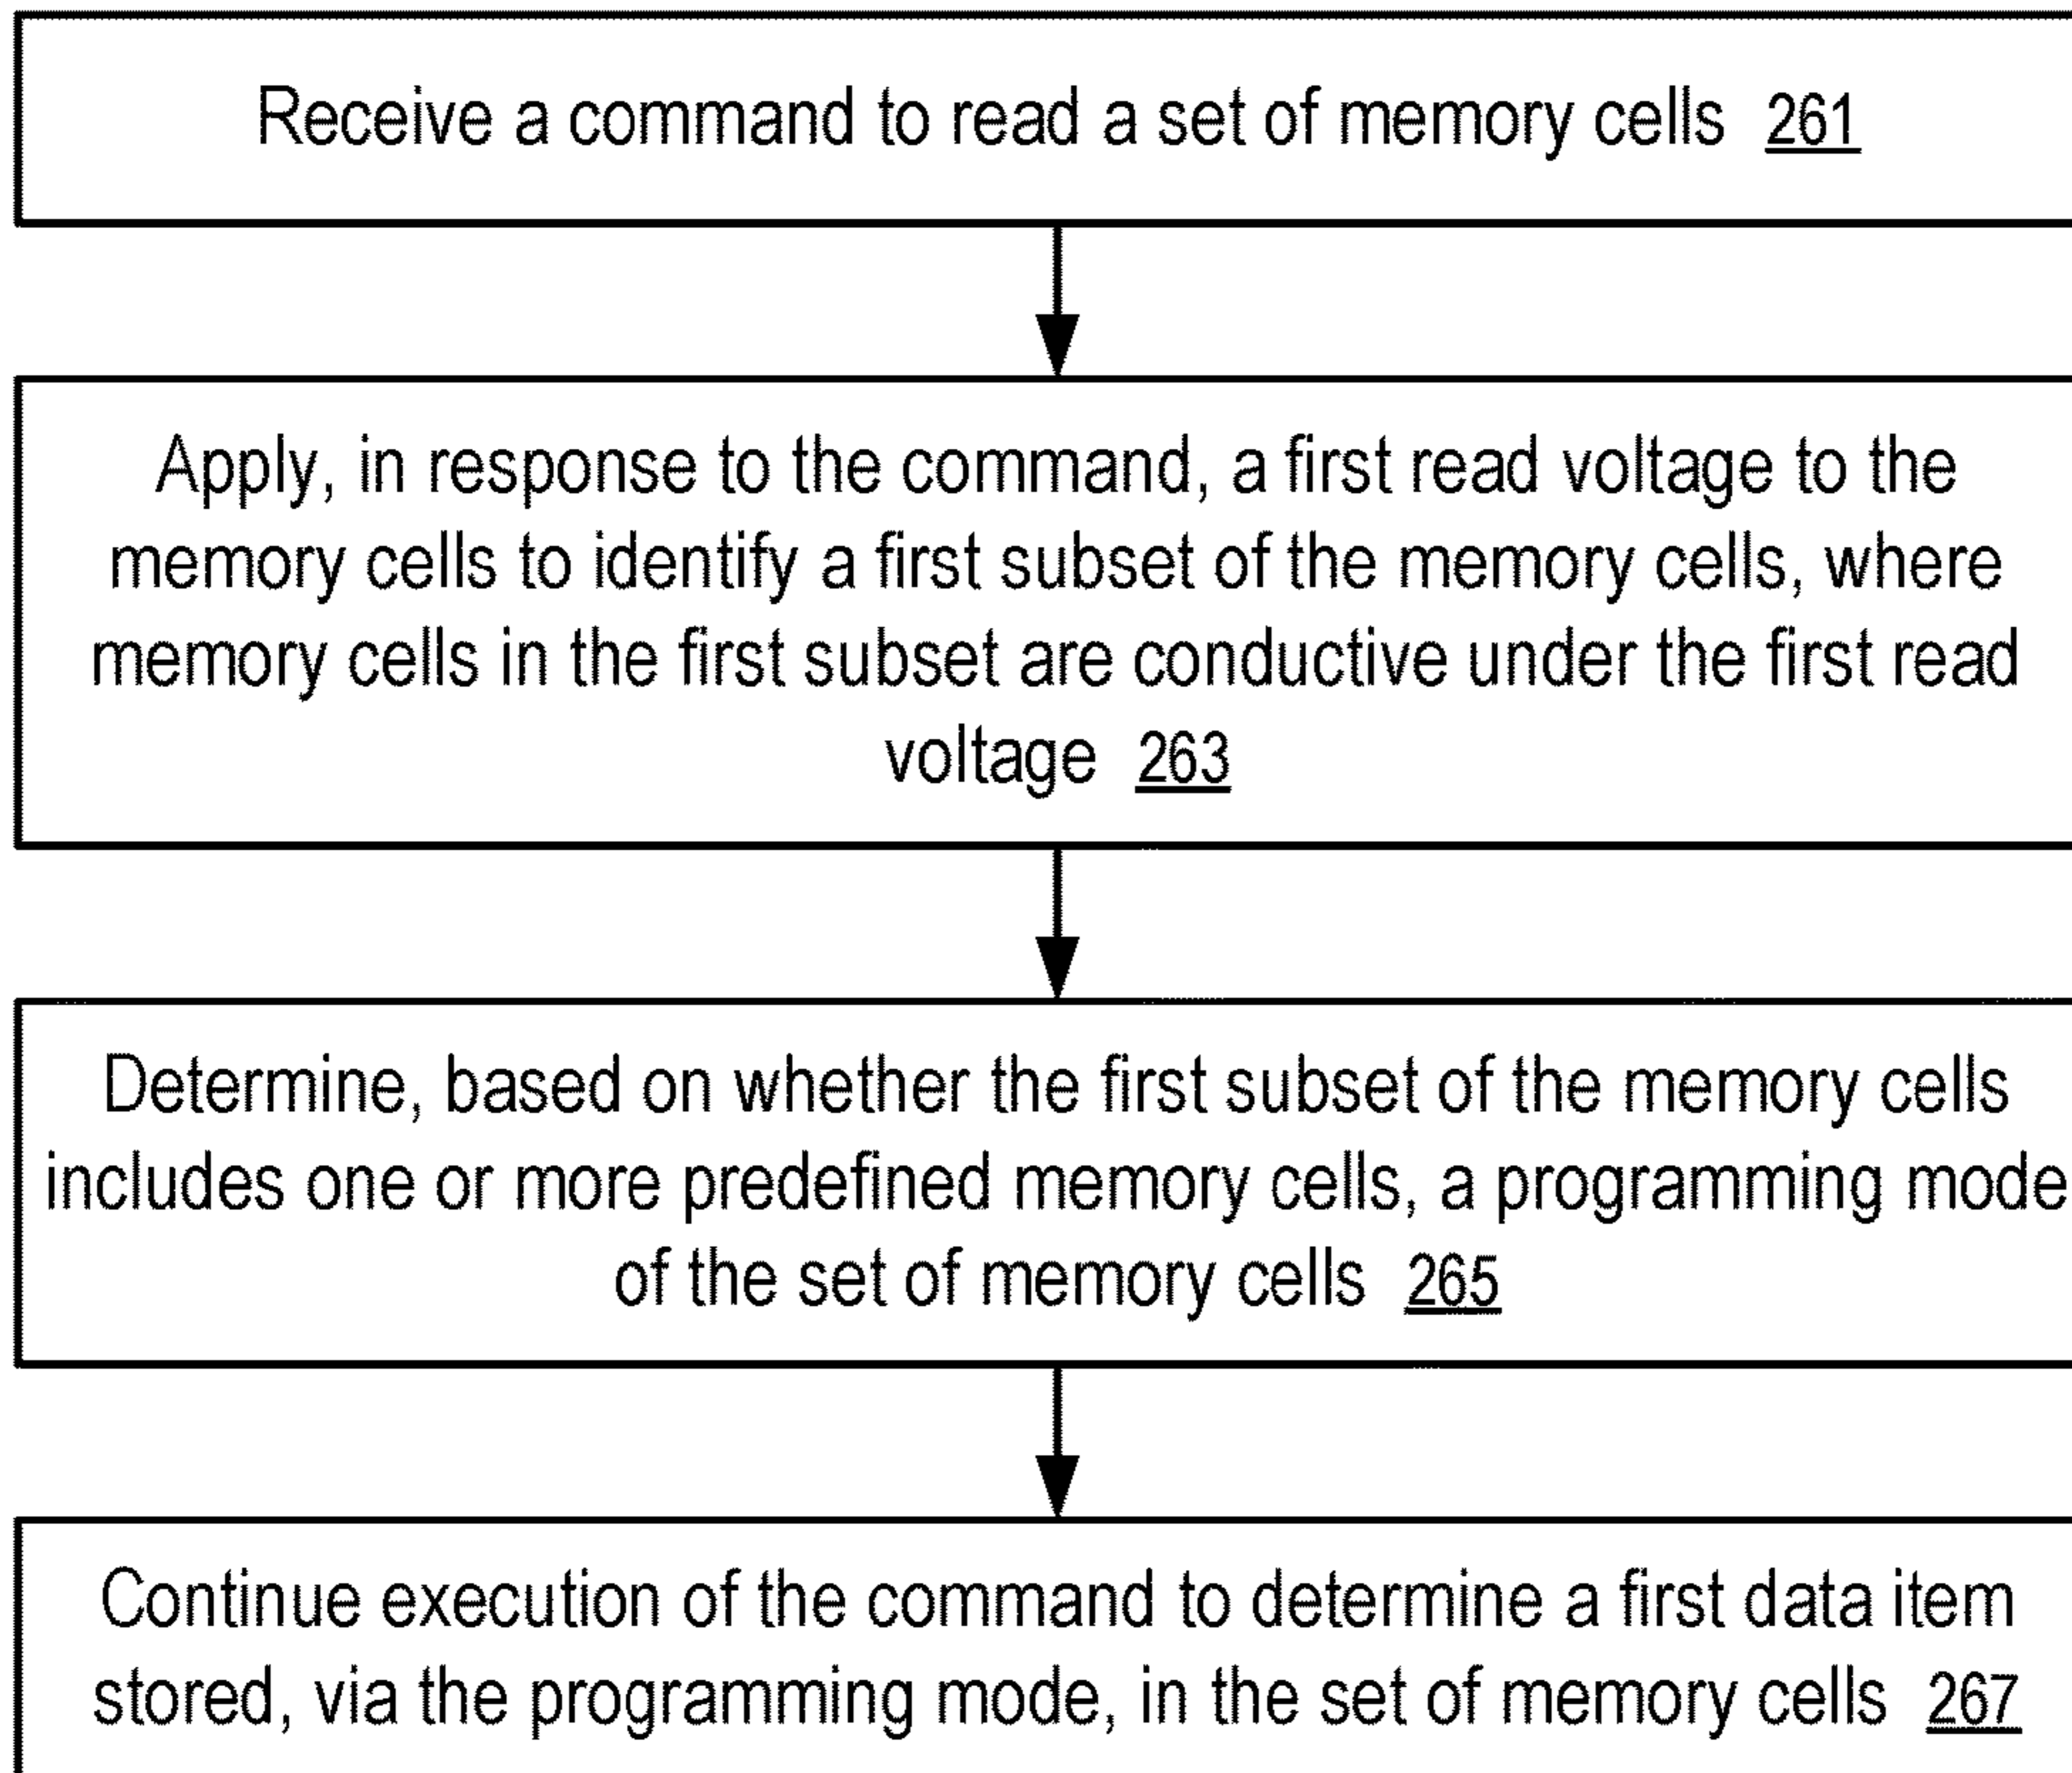 Receive a command to read a set of memory cells 261
Apply, in response to the command, a first read voltage to the
memory cells to identify a first subset of the memory cells, where
memory cells in the first subset are conductive under the first read
voltage 263
Determine, based on whether the first subset of the memory cells
includes one or more predefined memory cells, a programming mode
of the set of memory cells 265
Continue execution of the command to determine a first data item
stored, via the programming mode, in the set of memory cells 267